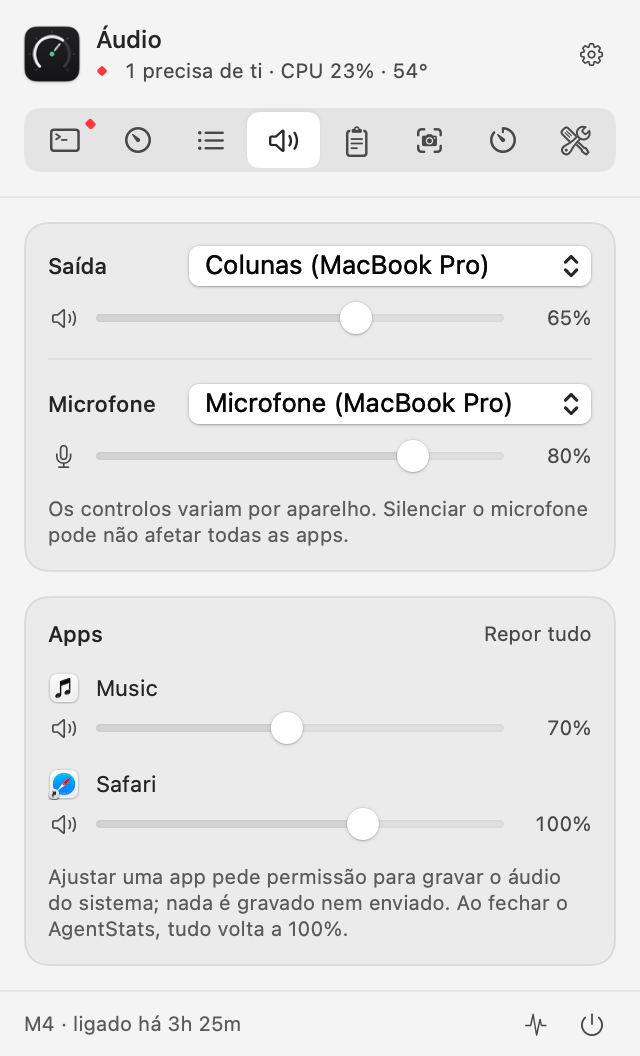 Áudio
1 precisa de ti · CPU 23% · 54°
Saída
Colunas (MacBook Pro)
65%
Microfone
Microfone (MacBook Pro)
80%
Os controlos variam por aparelho. Silenciar o microfone
pode não afetar todas as apps.
Apps
Repor tudo
Music
70%
Safari
100%
Ajustar uma app pede permissão para gravar o áudio
do sistema; nada é gravado nem enviado. Ao fechar o
AgentStats, tudo volta a 100%.
M4 · ligado há 3h 25m